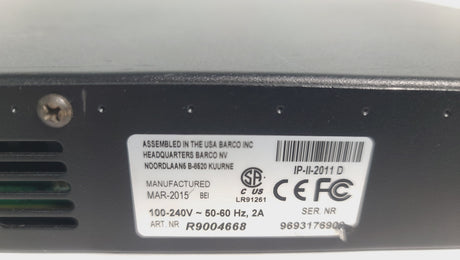 ASSEMBLED IN THE USA BARCO INC
HEADQUARTERS BARCO NV
NOORDLAAN5 B-8520 KUURNE
MANUFACTURED
MAR-2015 BEI
100-240V ~ 50-60 Hz, 2A
ART. NR R9004668
SA
C US
LR91261
IP-II-2011 D
CE FC
SER. NR